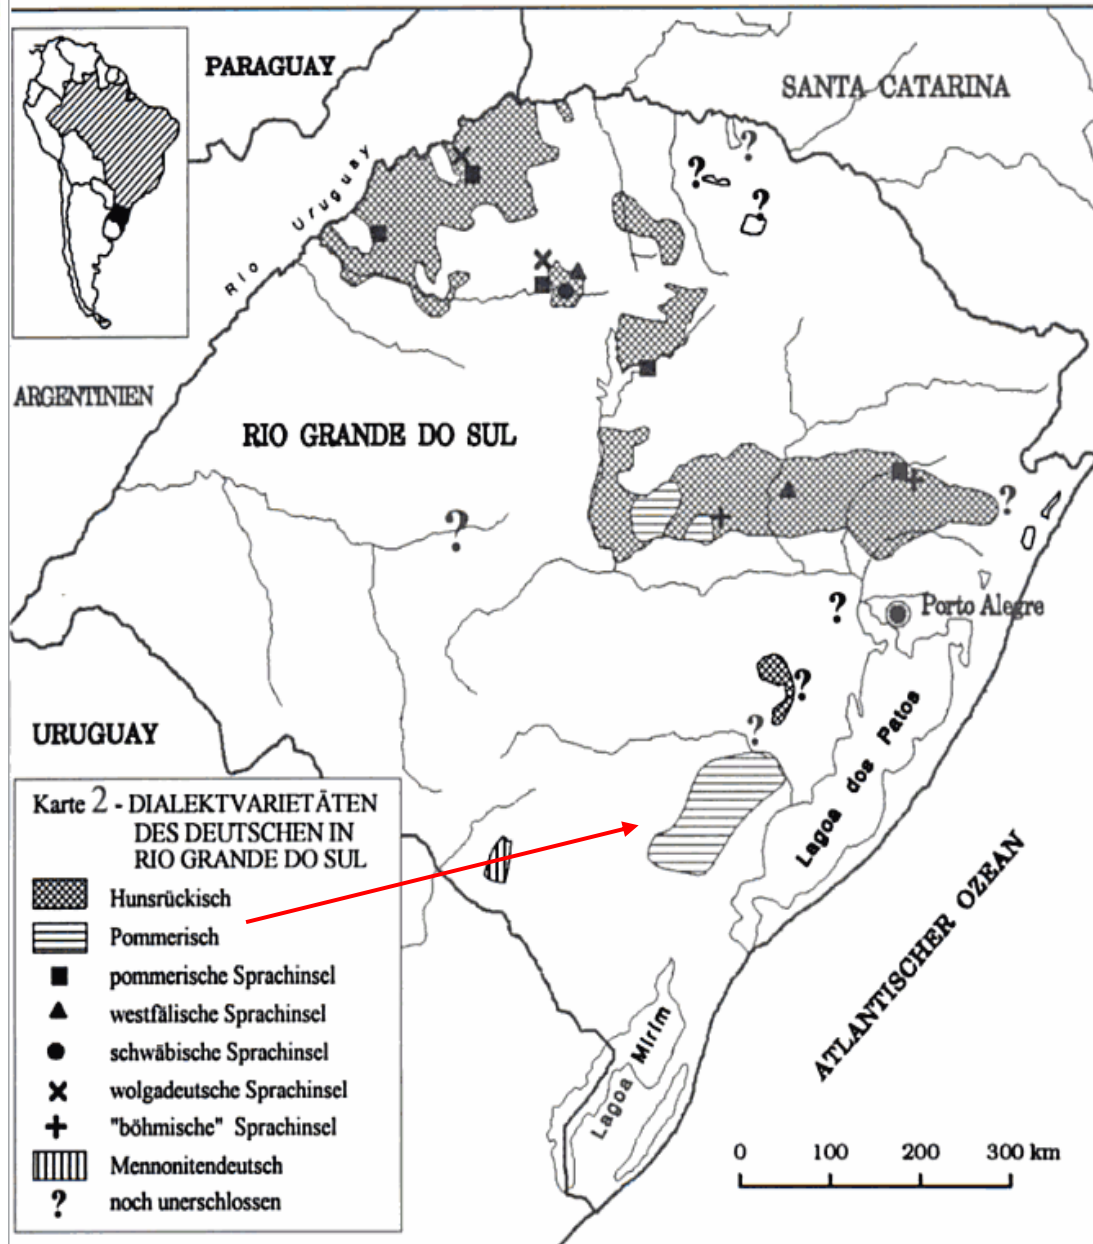 PARAGUAY
SANTA CATARINA
?
?
?
Rio Uruguay
ARGENTINIEN
RIO GRANDE DO SUL
?
?
?
Porto Alegre
?
?
URUGUAY
Lagoa dos Patos
Karte 2 - DIALEKTVARIETÄTEN
DES DEUTSCHEN IN
RIO GRANDE DO SUL
Hunsrückisch
Pommerisch
pommerische Sprachinsel
westfälische Sprachinsel
schwäbische Sprachinsel
wolgadeutsche Sprachinsel
"böhmische" Sprachinsel
Mennonitendeutsch
? noch unerschlossen
Lagoa Mirim
ATLANTISCHER OZEAN
0 100 200 300 km